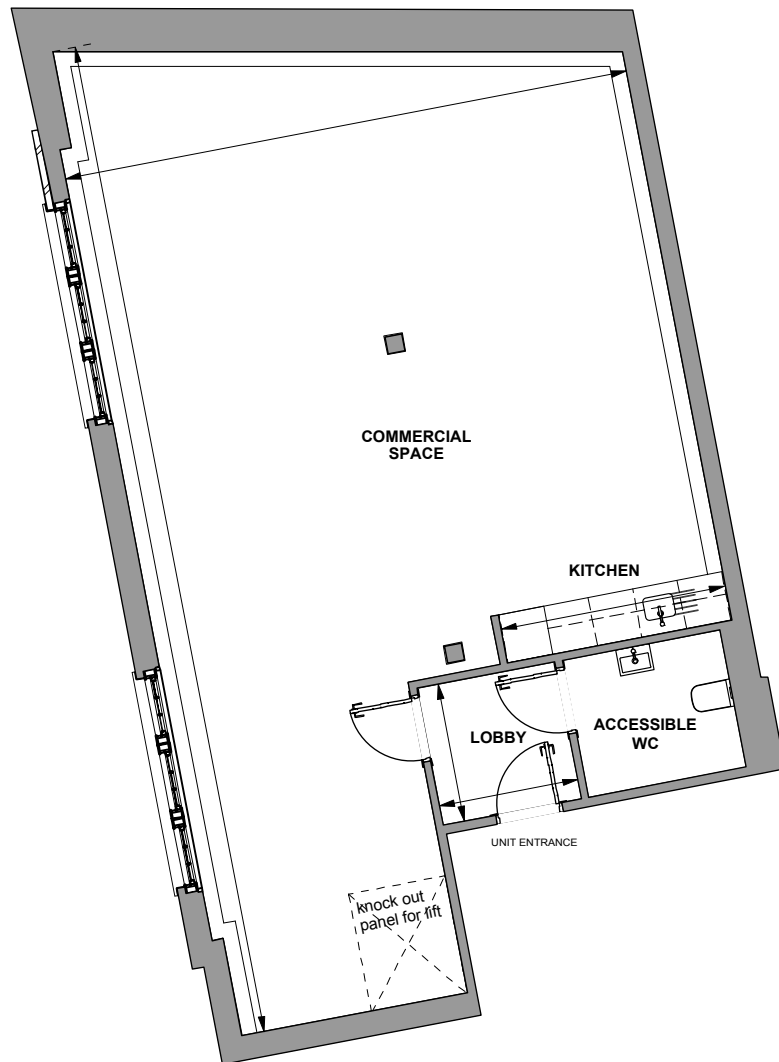 COMMERCIAL
SPACE
KITCHEN
LOBBY
ACCESSIBLE
WC
UNIT ENTRANCE
knock out
panel for lift